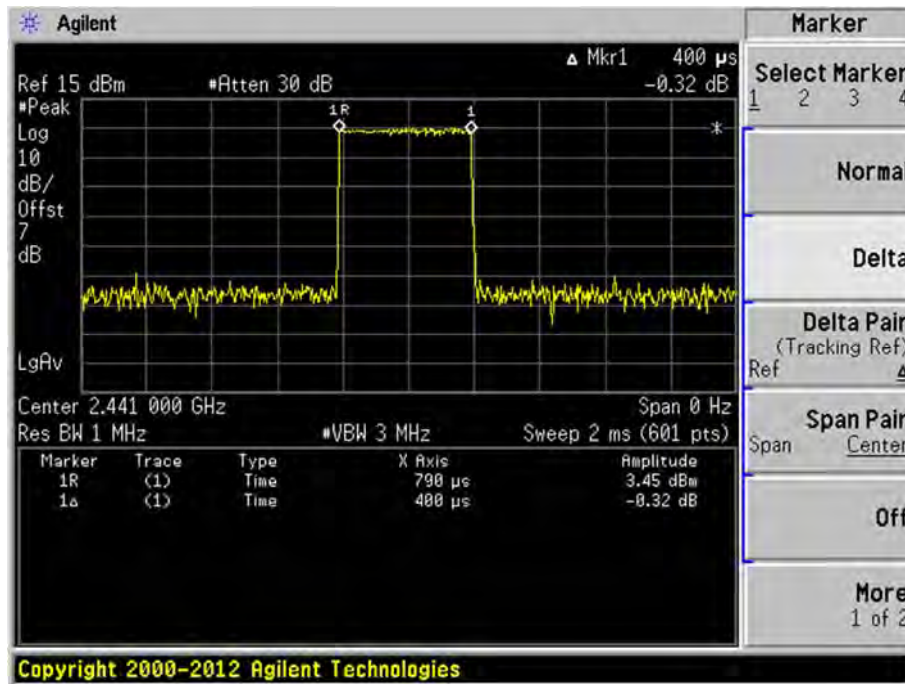 Agilent
Marker
Δ Mkr1 400 µs
Ref 15 dBm #Atten 30 dB -0.32 dB
#Peak
Log
10
dB/
Offst
7
dB
LgAv
1R 1
*
Center 2.441 000 GHz Span 0 Hz
Res BW 1 MHz #VBW 3 MHz Sweep 2 ms (601 pts)
Marker Trace Type X Axis Amplitude
1R (1) Time 790 µs 3.45 dBm
1Δ (1) Time 400 µs -0.32 dB
Select Marker
1 2 3 4
Normal
Delta
Delta Pair
(Tracking Ref)
Ref Δ
Span Pair
Span Center
Off
More
1 of 2
Copyright 2000-2012 Agilent Technologies